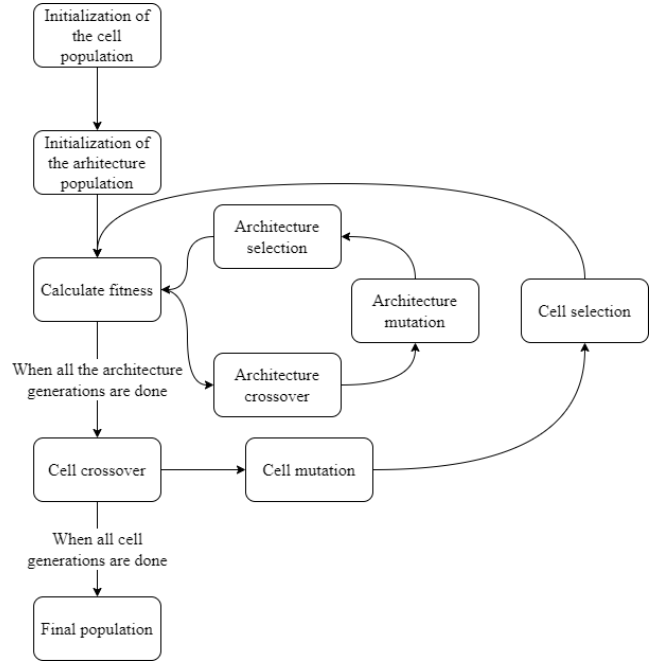 Initialization of
the cell
population
Initialization of
the arhitecture
population
Architecture
selection
Calculate fitness
Architecture
mutation
Cell selection
When all the architecture
generations are done
Architecture
crossover
Cell crossover
Cell mutation
When all cell
generations are done
Final population